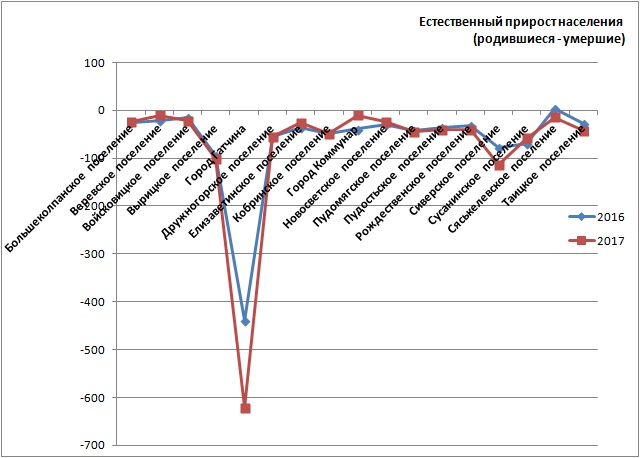 Естественный прирост населения
(родившиеся - умершие)
100
0
-100
-200
-300
-400
-500
-600
-700
Большеколпанское поселение
Веревское поселение
Войсковицкое поселение
Вырицкое поселение
Город Гатчина
Дружногорское поселение
Елизаветинское поселение
Кобринское поселение
Город Коммунар
Новосветское поселение
Пудомягское поселение
Пудостьское поселение
Рождественское поселение
Сиверское поселение
Сусанинское поселение
Сяськелевское поселение
Таицкое поселение
2016
2017